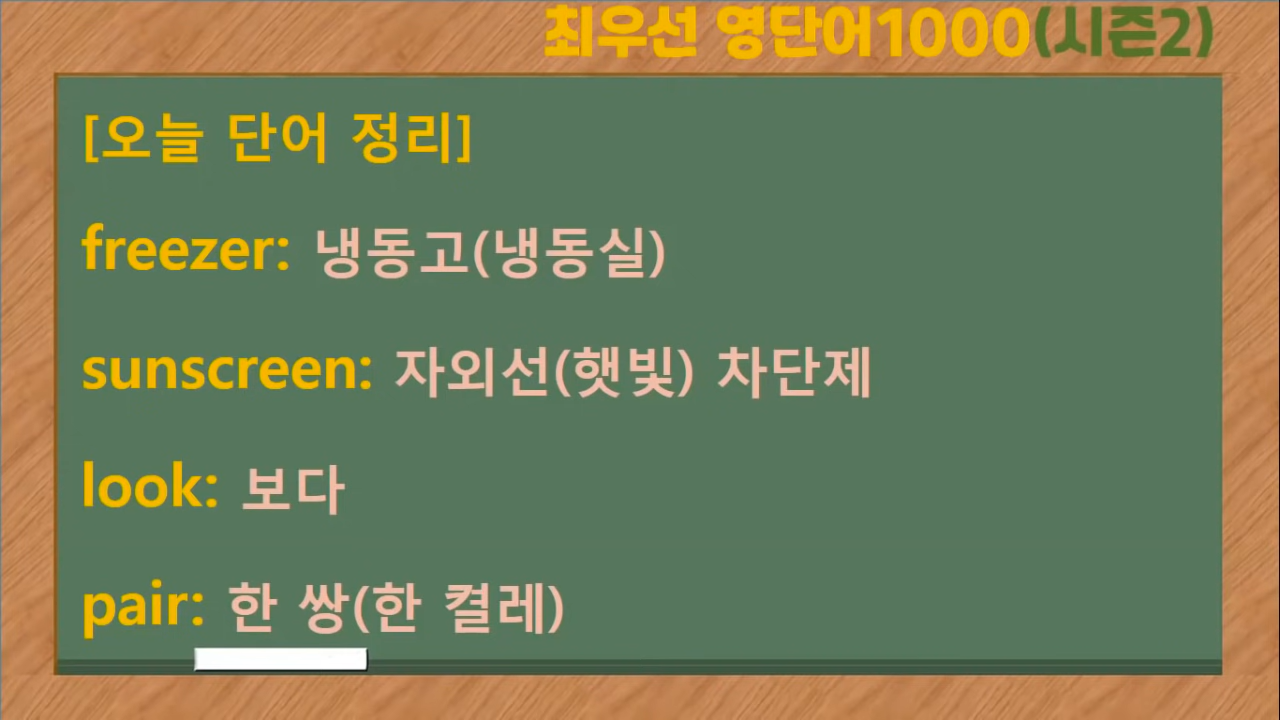 최우선 영단어1000(시즌2)
[오늘 단어 정리]
freezer: 냉동고(냉동실)
sunscreen: 자외선(햇빛) 차단제
look: 보다
pair: 한 쌍(한 켤레)